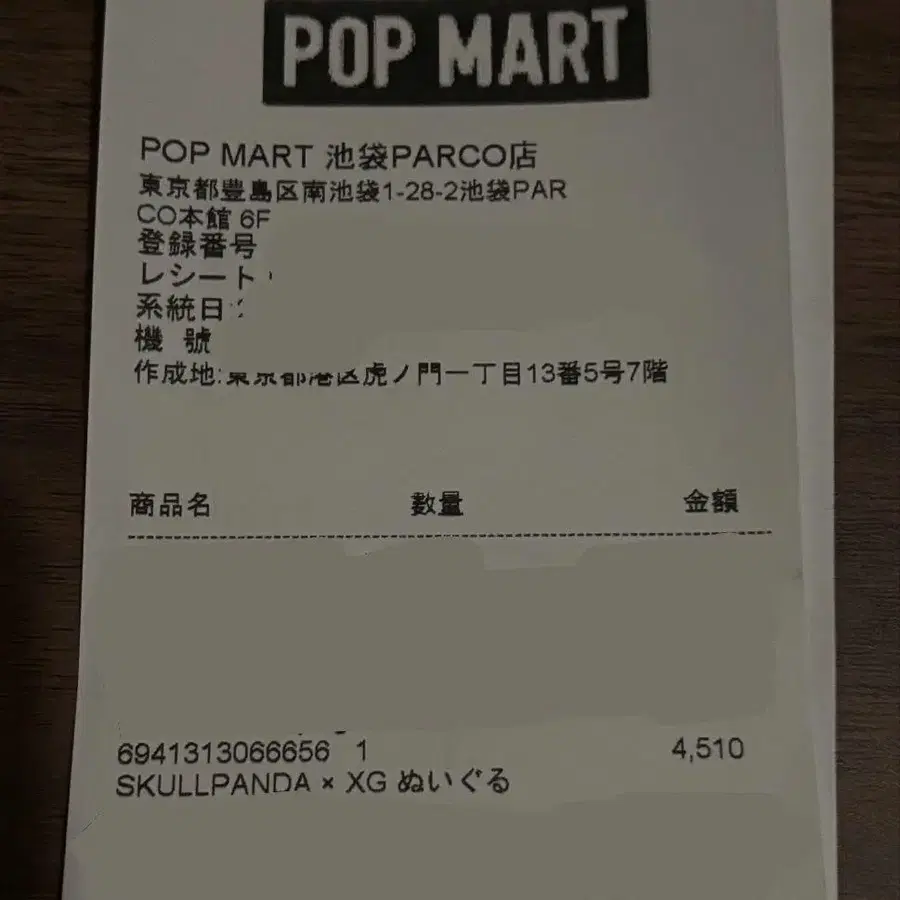 POP MART
POP MART 池袋PARCO店
東京都豊島区南池袋1-28-2池袋PAR
CO本館 6F
登録番号
レシート
系統日:
機 號
作成地:東京都港区虎ノ門一丁目13番5号7階
商品名 數量 金額
6941313066656 1 4,510
SKULLPANDA × XG ぬいぐる